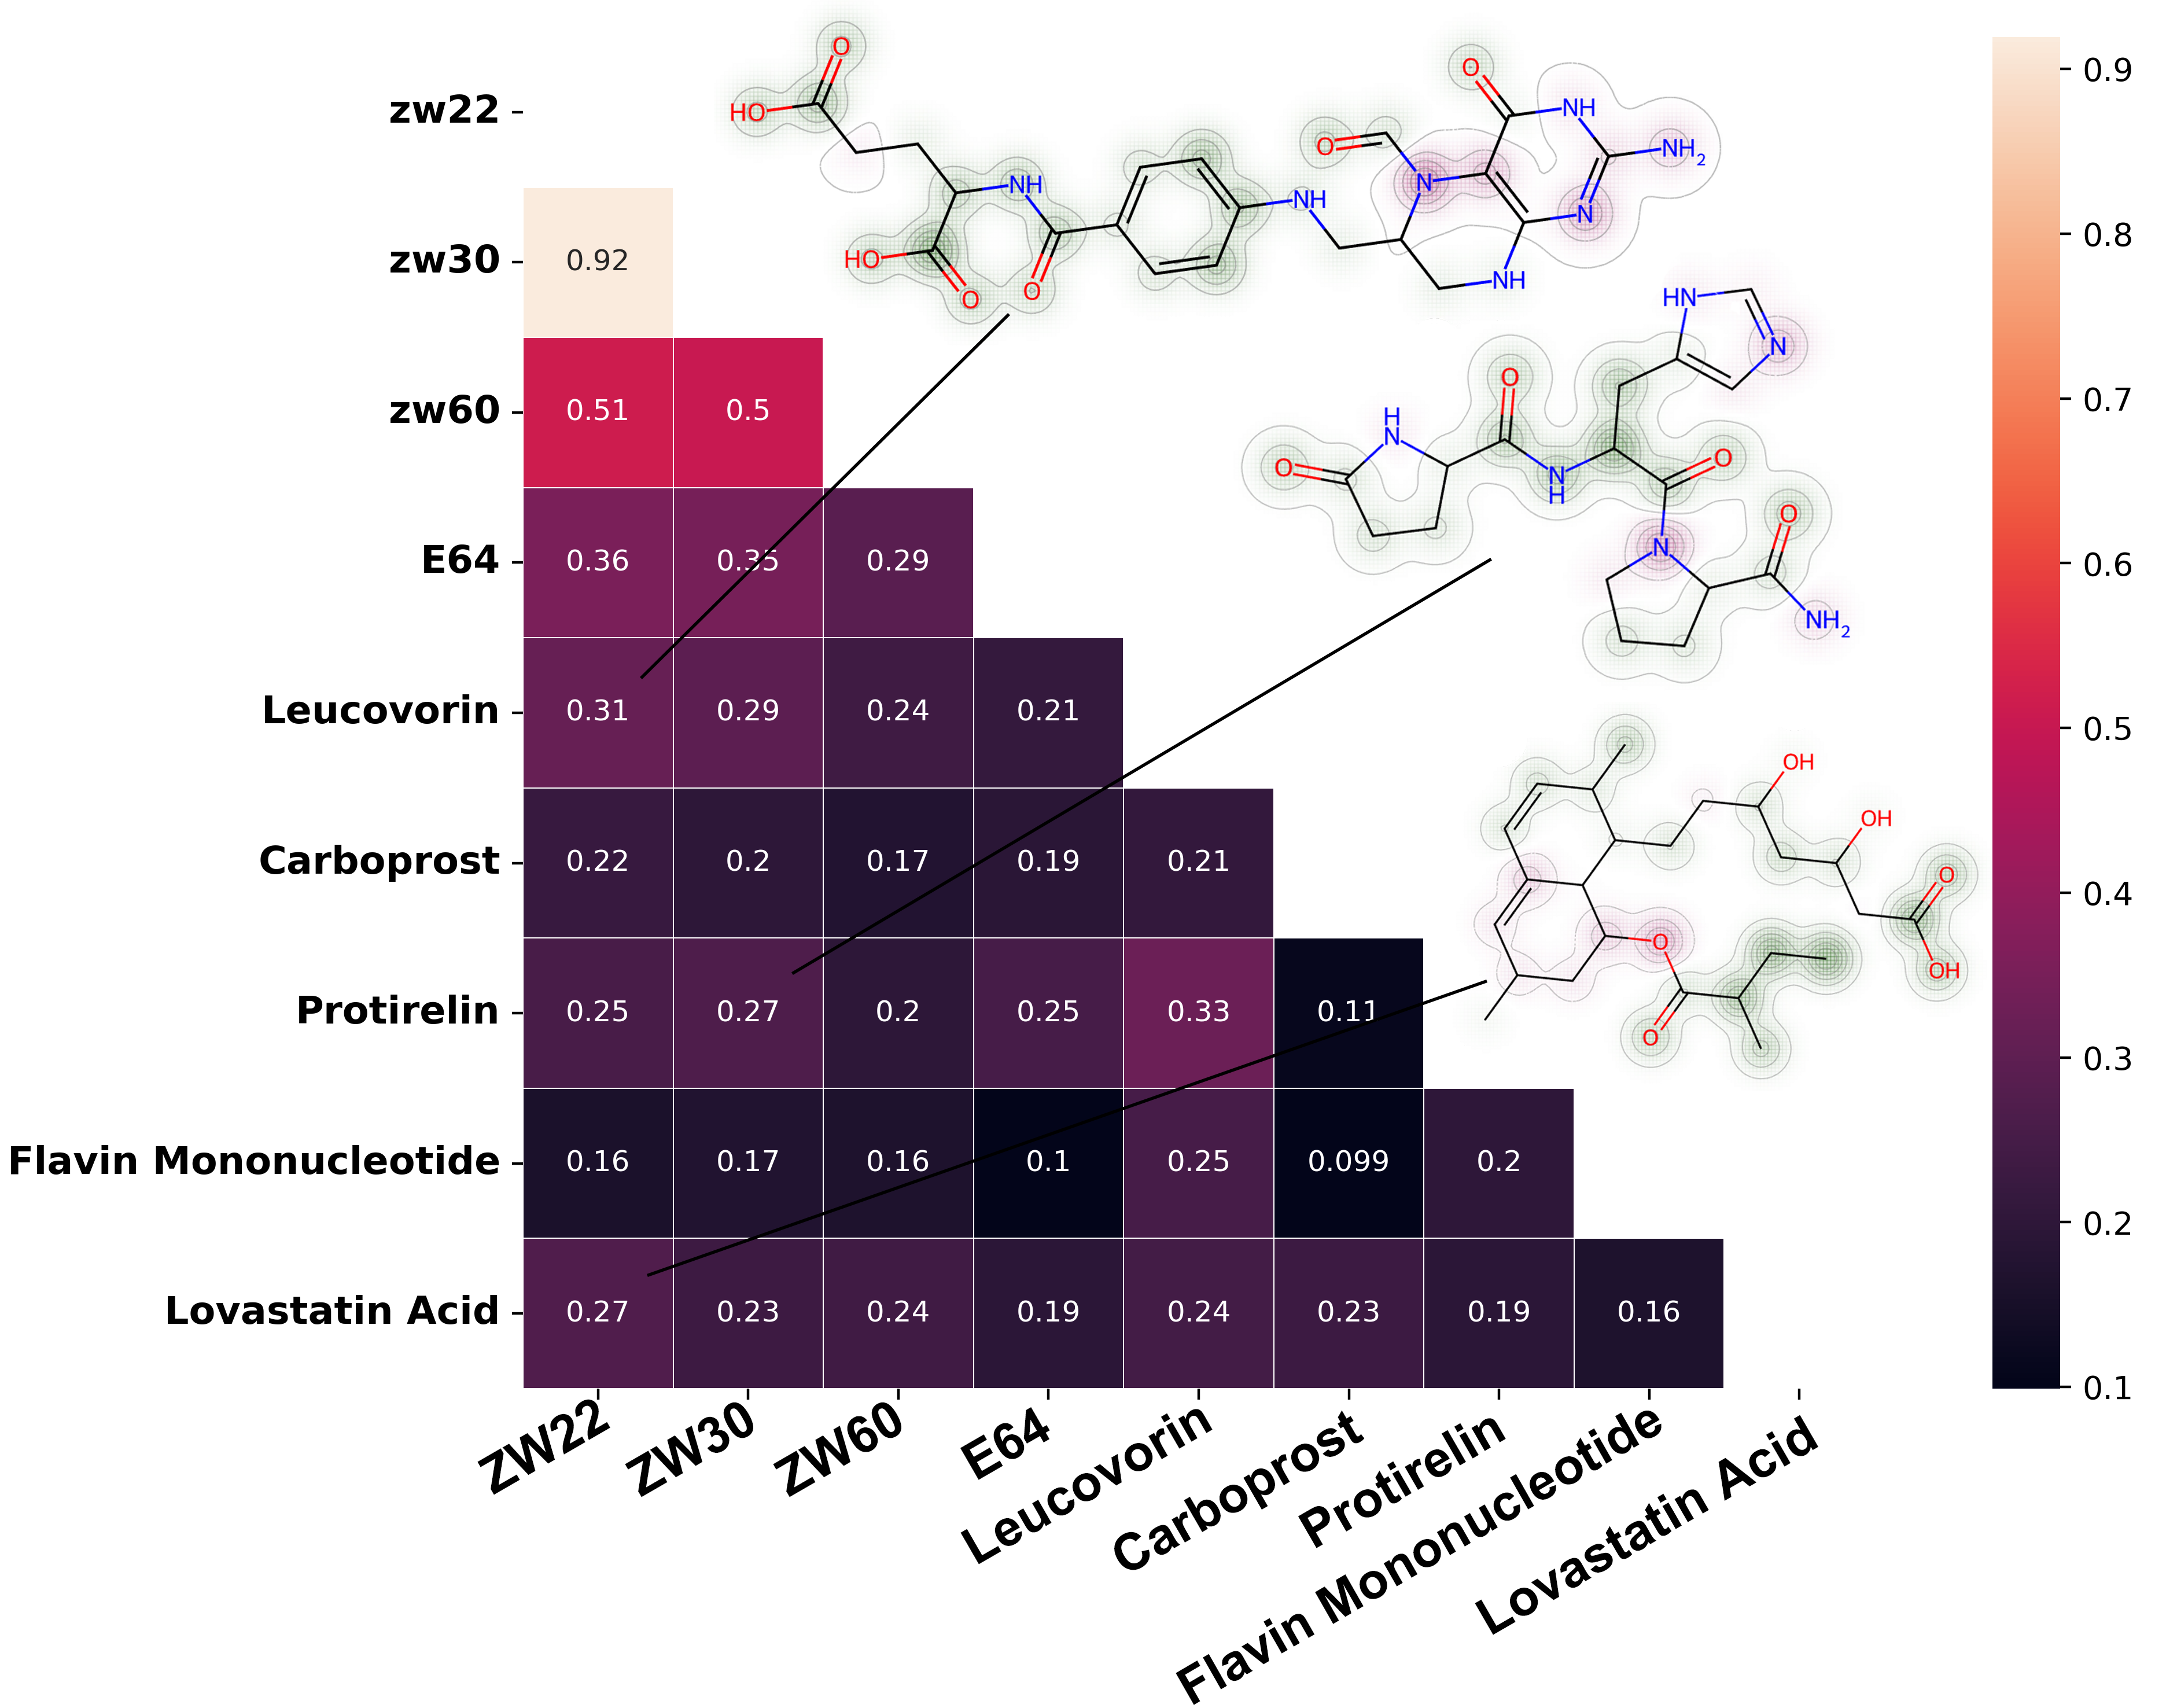 zw22
zw30
0.92
zw60
0.51 0.5
E64
0.36 0.35 0.29
Leucovorin
0.31 0.29 0.24 0.21
Carboprost
0.22 0.2 0.17 0.19 0.21
Protirelin
0.25 0.27 0.2 0.25 0.33 0.11
Flavin Mononucleotide
0.16 0.17 0.16 0.1 0.25 0.099 0.2
Lovastatin Acid
0.27 0.23 0.24 0.19 0.24 0.23 0.19 0.16
ZW22
ZW30
ZW60
E64
Leucovorin
Carboprost
Protirelin
Flavin Mononucleotide
Lovastatin Acid
O
HO
NH
HO
O
O
NH
O
N
O
NH
NH2
N
NH
HN
N
O
H
N
O
N
H
O
N
O
NH2
OH
OH
O
OH
O
O
0.9
0.8
0.7
0.6
0.5
0.4
0.3
0.2
0.1